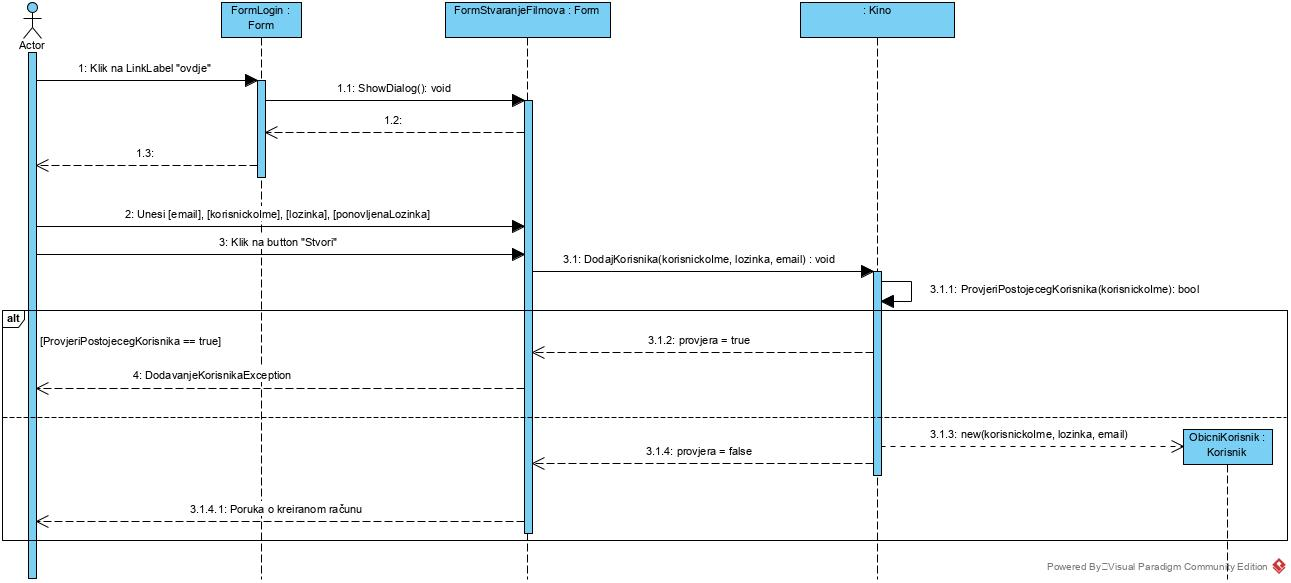 FormLogin :
Form
FormStvaranjeFilmova : Form
: Kino
Actor
1: Klik na LinkLabel "ovdje"
1.1: ShowDialog(): void
1.2:
1.3:
2: Unesi [email], [korisnickoIme], [lozinka], [ponovljenaLozinka]
3: Klik na button "Stvori"
3.1: DodajKorisnika(korisnickoIme, lozinka, email) : void
3.1.1: ProvjeriPostojecegKorisnika(korisnickoIme): bool
alt
[ProvjeriPostojecegKorisnika == true]
3.1.2: provjera = true
4: DodavanjeKorisnikaException
3.1.3: new(korisnickoIme, lozinka, email)
ObicniKorisnik :
Korisnik
3.1.4: provjera = false
3.1.4.1: Poruka o kreiranom računu
Powered By Visual Paradigm Community Edition